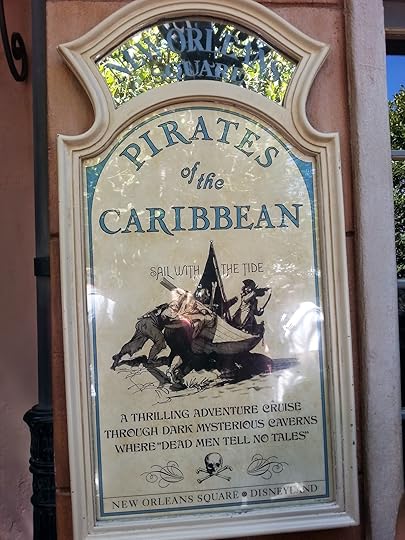 NEW ORLEANS
SQUARE
PIRATES
of the
CARIBBEAN
SAIL WITH THE TIDE
A THRILLING ADVENTURE CRUISE
THROUGH DARK MYSTERIOUS CAVERNS
WHERE "DEAD MEN TELL NO TALES"
NEW ORLEANS SQUARE • DISNEYLAND